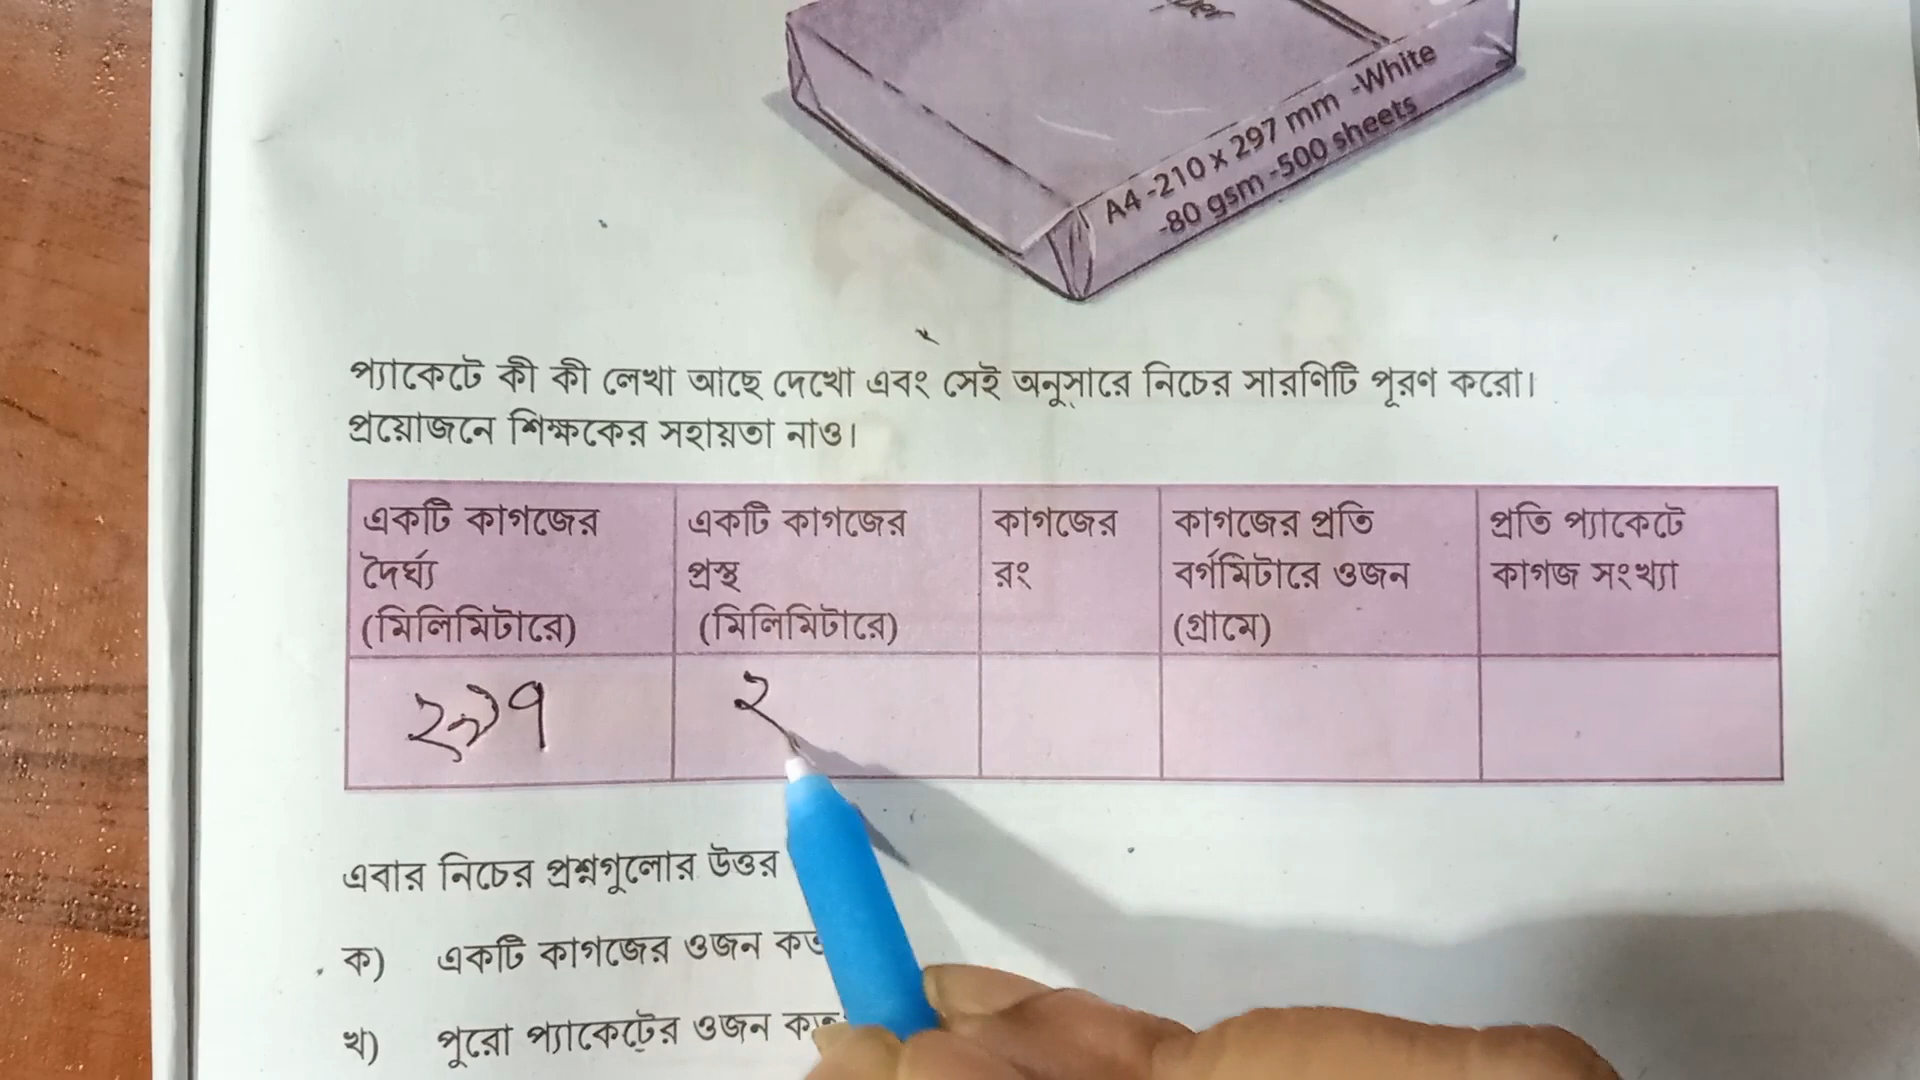 A4 -210 x 297 mm -White
-80 gsm -500 sheets
প্যাকেটে কী কী লেখা আছে দেখো এবং সেই অনুসারে নিচের সারণিটি পূরণ করো।
প্রয়োজনে শিক্ষকের সহায়তা নাও।
একটি কাগজের দৈর্ঘ্য (মিলিমিটারে)
একটি কাগজের প্রস্থ (মিলিমিটারে)
কাগজের রং
কাগজের প্রতি বর্গমিটারে ওজন (গ্রামে)
প্রতি প্যাকেটে কাগজ সংখ্যা
২৯৭
২
এবার নিচের প্রশ্নগুলোর উত্তর
ক) একটি কাগজের ওজন কত
খ) পুরো প্যাকেটের ওজন কত